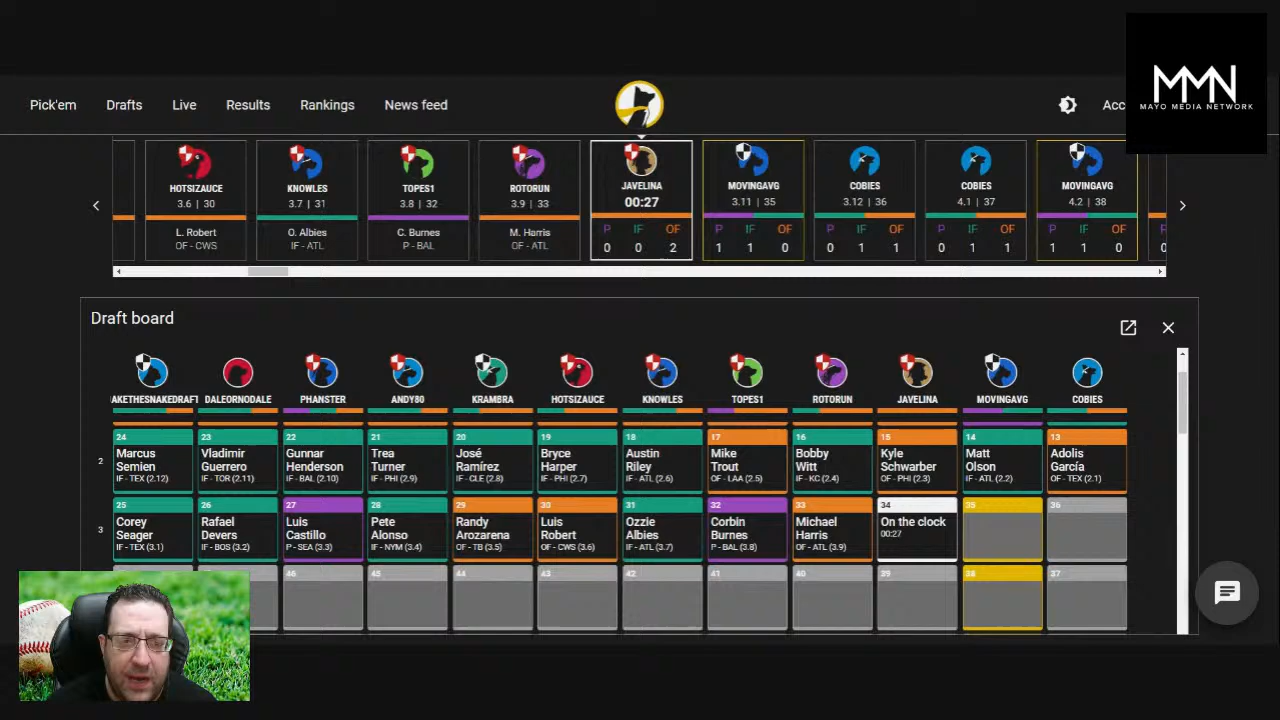 MMN
MAYO MEDIA NETWORK
Pick'em Drafts Live Results Rankings News feed Acc
HOTSIZAUCE KNOWLES TOPES1 ROTORUN JAVELINA MOVINGAVG COBIES COBIES MOVINGAVG
3.6 | 30 3.7 | 31 3.8 | 32 3.9 | 33 00:27 3.11 | 35 3.12 | 36 4.1 | 37 4.2 | 38
L. Robert O. Albies C. Burnes M. Harris P IF OF P IF OF P IF OF P IF OF P IF OF P
OF - CWS IF - ATL P - BAL OF - ATL 0 0 2 1 1 0 0 1 1 0 1 1 1 1 0 0
Draft board
AKETHESNAKEDRAFT DALEORNODALE PHANSTER ANDY80 KRAMBRA HOTSIZAUCE KNOWLES TOPES1 ROTORUN JAVELINA MOVINGAVG COBIES
24 23 22 21 20 19 18 17 16 15 14 13
Marcus Vladimir Gunnar Trea José Bryce Austin Mike Bobby Kyle Matt Adolis
2 Semien Guerrero Henderson Turner Ramírez Harper Riley Trout Witt Schwarber Olson García
IF - TEX (2.12) IF - TOR (2.11) IF - BAL (2.10) IF - PHI (2.9) IF - CLE (2.8) IF - PHI (2.7) IF - ATL (2.6) OF - LAA (2.5) IF - KC (2.4) OF - PHI (2.3) IF - ATL (2.2) OF - TEX (2.1)
25 26 27 28 29 30 31 32 33 34 35 36
Corey Rafael Luis Pete Randy Luis Ozzie Corbin Michael On the clock
3 Seager Devers Castillo Alonso Arozarena Robert Albies Burnes Harris 00:27
IF - TEX (3.1) IF - BOS (3.2) P - SEA (3.3) IF - NYM (3.4) OF - TB (3.5) OF - CWS (3.6) IF - ATL (3.7) P - BAL (3.8) OF - ATL (3.9)
46 45 44 43 42 41 40 39 38 37